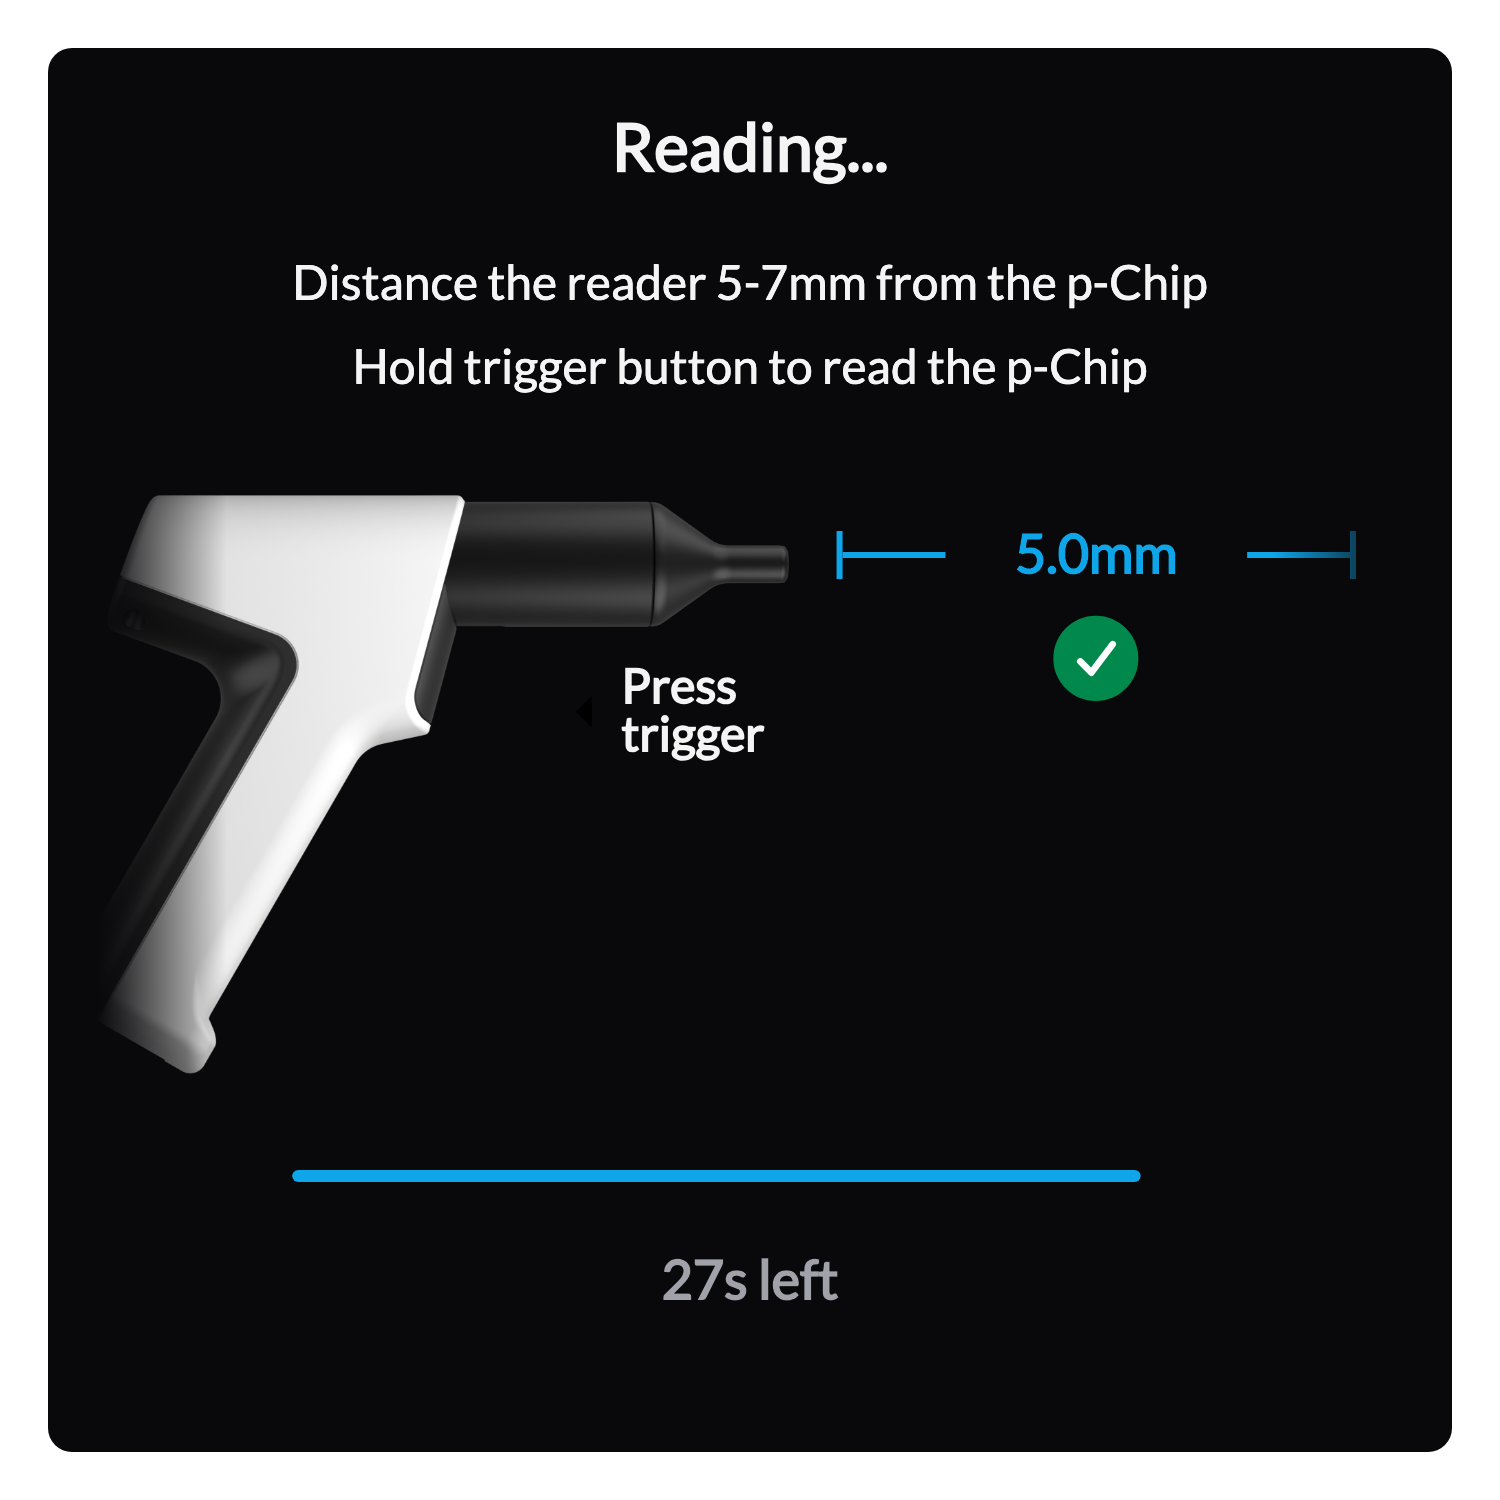 Reading...
Distance the reader 5-7mm from the p-Chip
Hold trigger button to read the p-Chip
5.0mm
Press
trigger
27s left